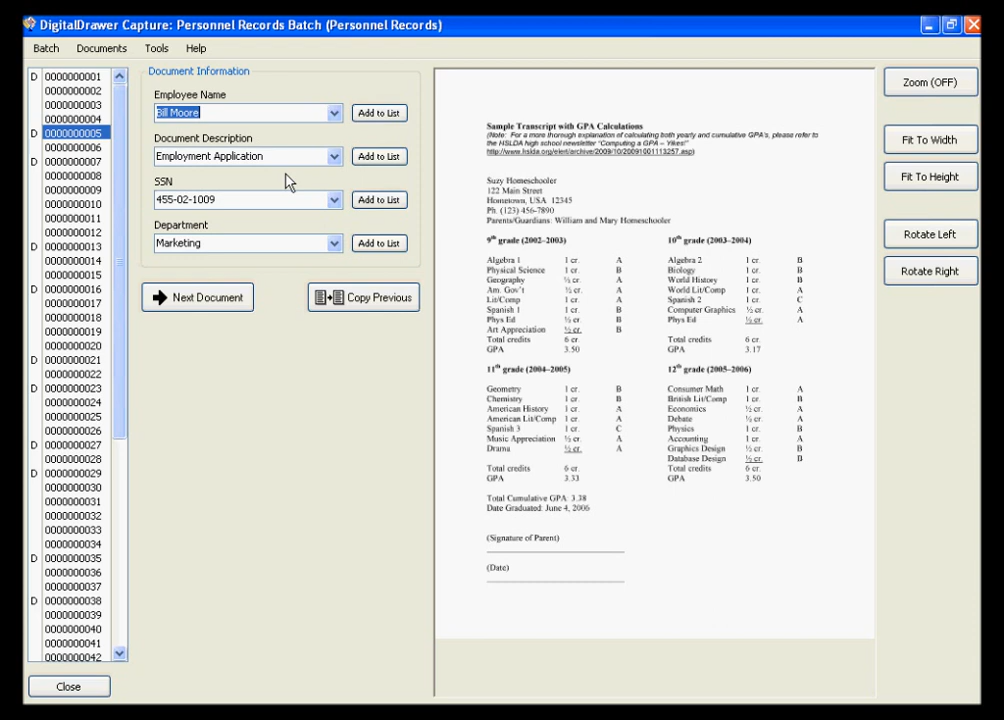 DigitalDrawer Capture: Personnel Records Batch (Personnel Records)
Batch Documents Tools Help
D 0000000001
0000000002
0000000003
0000000004
D 0000000005
0000000006
D 0000000007
0000000008
0000000009
0000000010
0000000011
0000000012
D 0000000013
0000000014
0000000015
D 0000000016
0000000017
0000000018
0000000019
0000000020
D 0000000021
0000000022
D 0000000023
0000000024
0000000025
0000000026
D 0000000027
0000000028
D 0000000029
0000000030
0000000031
0000000032
0000000033
0000000034
D 0000000035
0000000036
0000000037
D 0000000038
0000000039
0000000040
0000000041
0000000042
Close
Document Information
Employee Name
Bill Moore Add to List
Document Description
Employment Application Add to List
SSN
455-02-1009 Add to List
Department
Marketing Add to List
Next Document Copy Previous
Sample Transcript with GPA Calculations
(Note: For a more thorough explanation of calculating both yearly and cumulative GPA's, please refer to
the HSLDA high school newsletter "Computing a GPA – Yikes!"
http://www.hslda.org/elert/archive/2009/10/20091001113257.asp)
Suzy Homeschooler
122 Main Street
Hometown, USA 12345
Ph. (123) 456-7890
Parents/Guardians: William and Mary Homeschooler
9th grade (2002–2003)
Algebra 1 1 cr. A
Physical Science 1 cr. B
Geography ½ cr. A
Am. Gov't ½ cr. A
Lit/Comp 1 cr. A
Spanish 1 1 cr. B
Phys Ed ½ cr. B
Art Appreciation ½ cr. B
Total credits 6 cr.
GPA 3.50
10th grade (2003–2004)
Algebra 2 1 cr. B
Biology 1 cr. B
World History 1 cr. B
World Lit/Comp 1 cr. A
Spanish 2 1 cr. C
Computer Graphics ½ cr. A
Phys Ed ½ cr. A
Total credits 6 cr.
GPA 3.17
11th grade (2004–2005)
Geometry 1 cr. B
Chemistry 1 cr. B
American History 1 cr. A
American Lit/Comp 1 cr. A
Spanish 3 1 cr. C
Music Appreciation ½ cr. A
Drama ½ cr. A
Total credits 6 cr.
GPA 3.33
12th grade (2005–2006)
Consumer Math 1 cr. A
British Lit/Comp 1 cr. B
Economics ½ cr. A
Debate ½ cr. A
Physics 1 cr. B
Accounting 1 cr. A
Graphics Design ½ cr. B
Database Design ½ cr. B
Total credits 6 cr.
GPA 3.50
Total Cumulative GPA 3.38
Date Graduated: June 4, 2006
(Signature of Parent)
(Date)
Zoom (OFF)
Fit To Width
Fit To Height
Rotate Left
Rotate Right